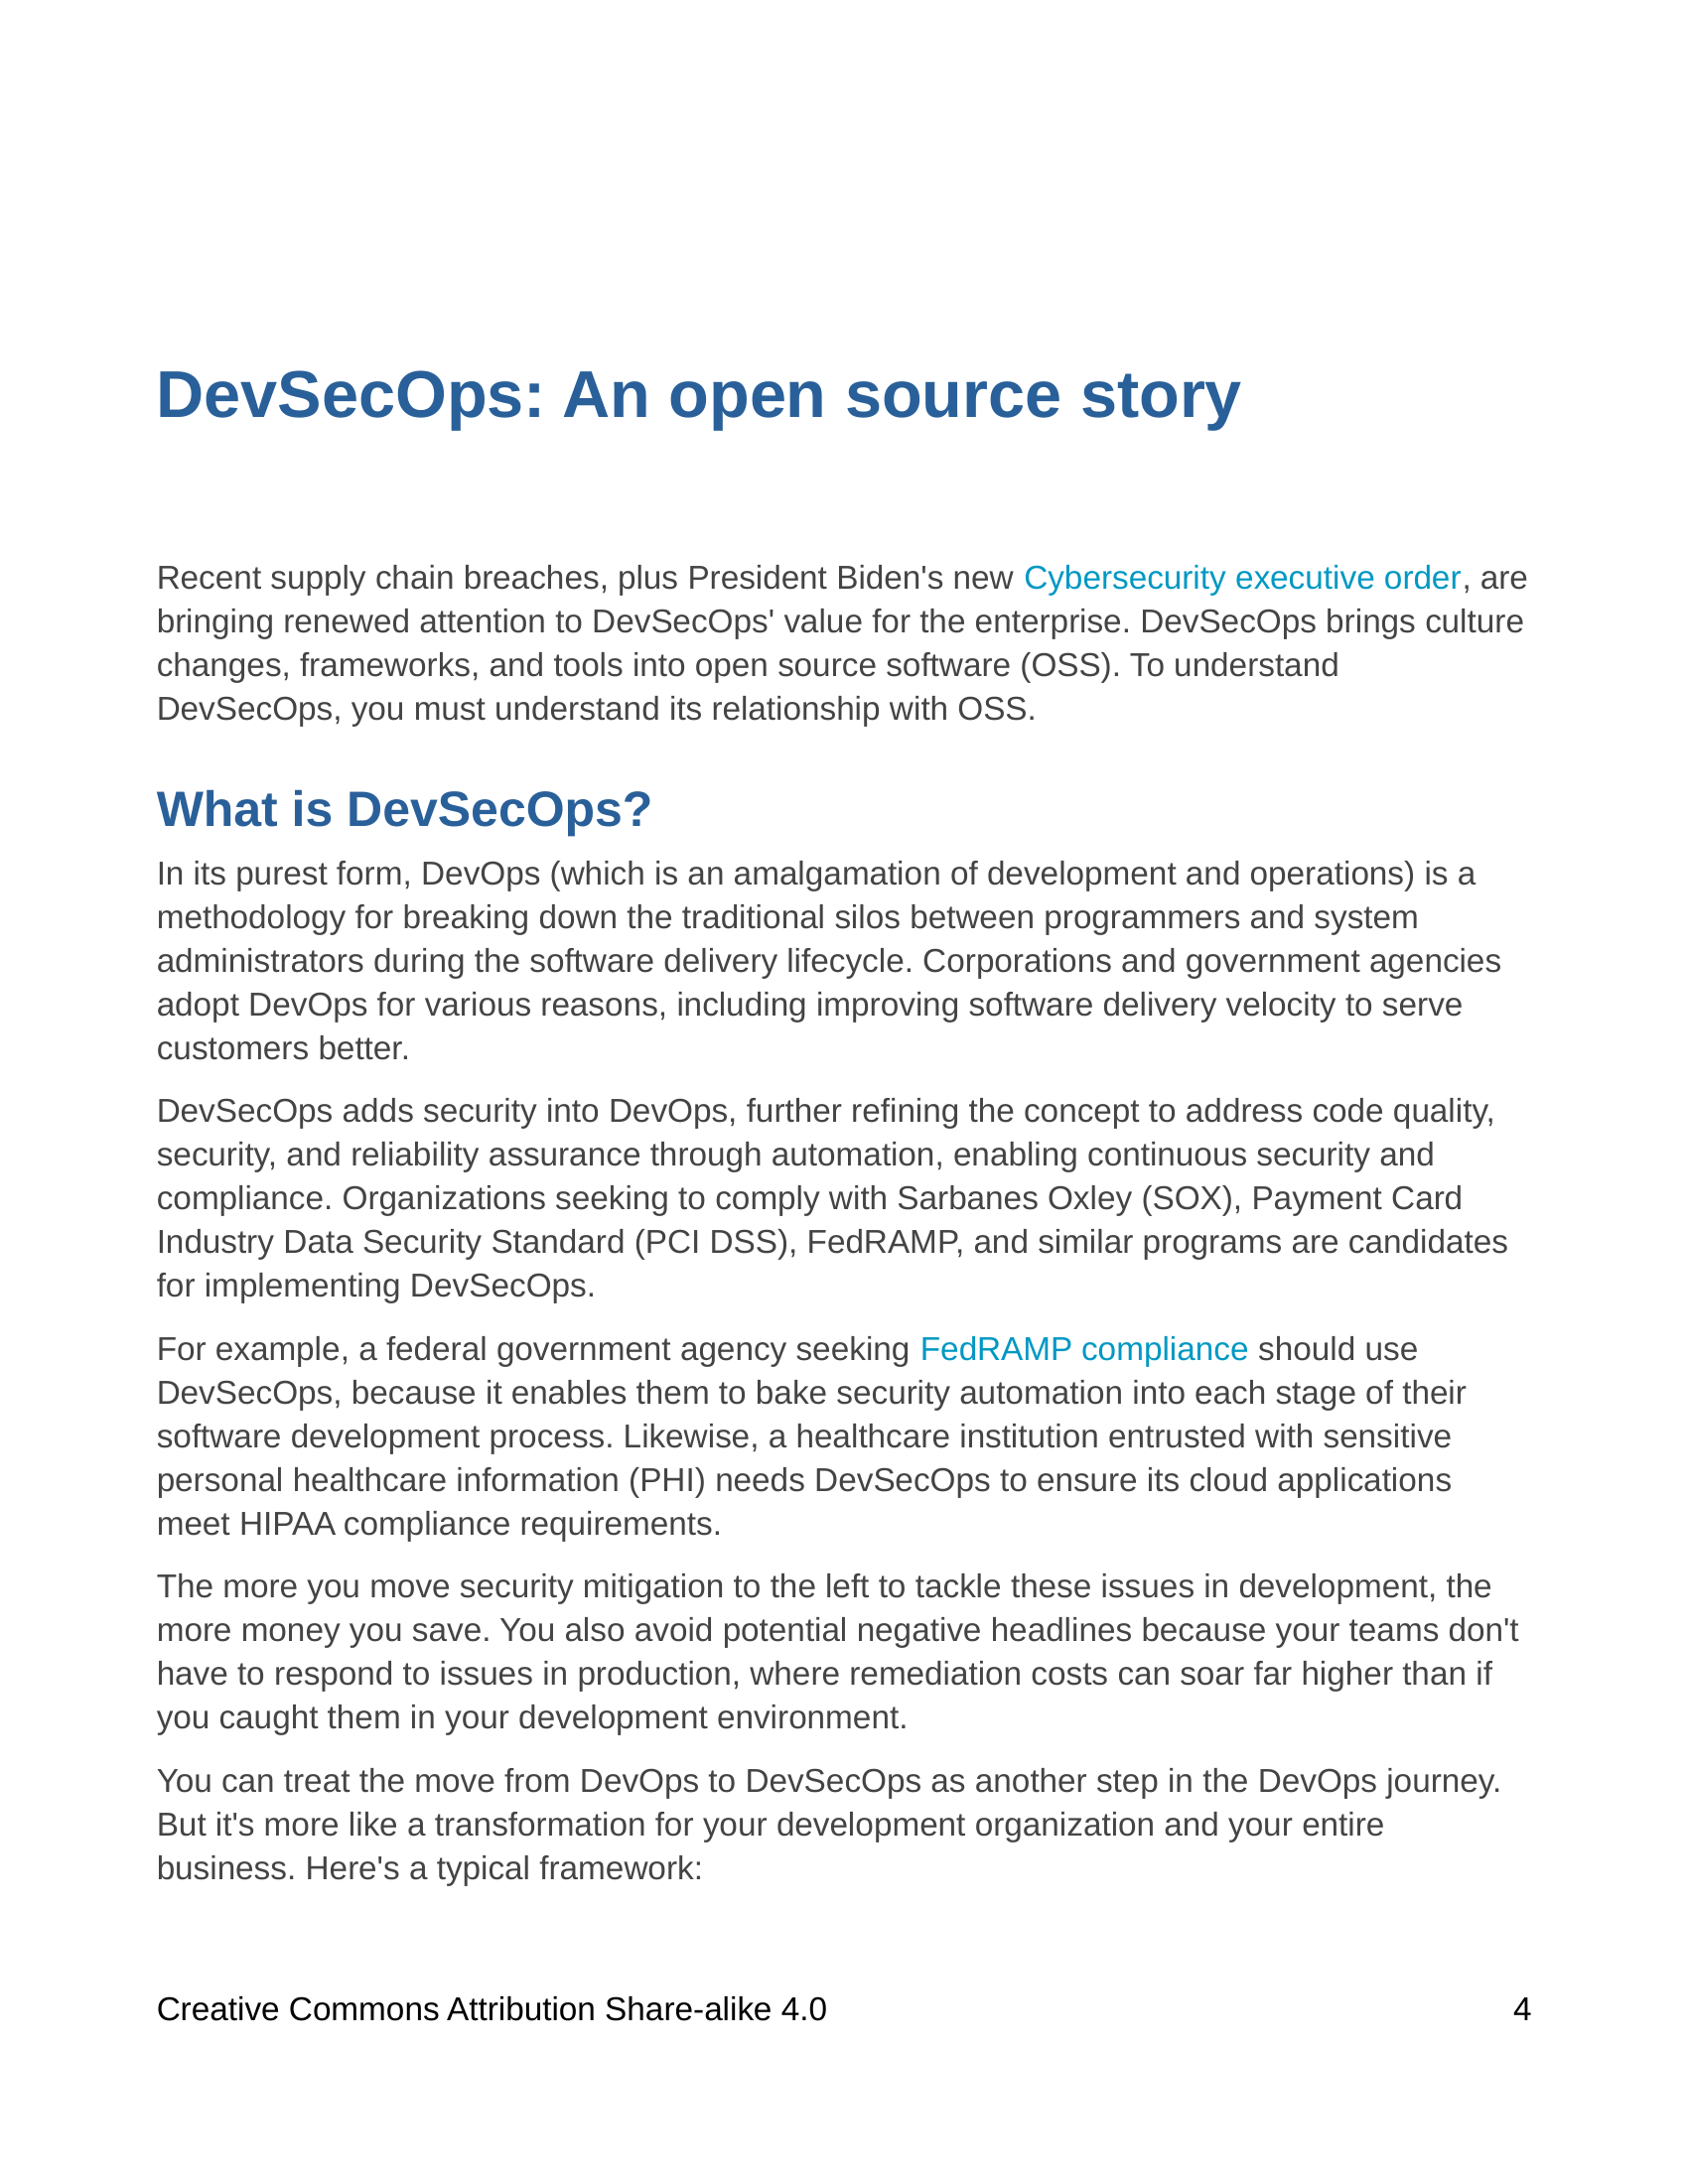 DevSecOps: An open source story
Recent supply chain breaches, plus President Biden's new Cybersecurity executive order, are
bringing renewed attention to DevSecOps' value for the enterprise. DevSecOps brings culture
changes, frameworks, and tools into open source software (OSS). To understand
DevSecOps, you must understand its relationship with OSS.
What is DevSecOps?
In its purest form, DevOps (which is an amalgamation of development and operations) is a
methodology for breaking down the traditional silos between programmers and system
administrators during the software delivery lifecycle. Corporations and government agencies
adopt DevOps for various reasons, including improving software delivery velocity to serve
customers better.
DevSecOps adds security into DevOps, further refining the concept to address code quality,
security, and reliability assurance through automation, enabling continuous security and
compliance. Organizations seeking to comply with Sarbanes Oxley (SOX), Payment Card
Industry Data Security Standard (PCI DSS), FedRAMP, and similar programs are candidates
for implementing DevSecOps.
For example, a federal government agency seeking FedRAMP compliance should use
DevSecOps, because it enables them to bake security automation into each stage of their
software development process. Likewise, a healthcare institution entrusted with sensitive
personal healthcare information (PHI) needs DevSecOps to ensure its cloud applications
meet HIPAA compliance requirements.
The more you move security mitigation to the left to tackle these issues in development, the
more money you save. You also avoid potential negative headlines because your teams don't
have to respond to issues in production, where remediation costs can soar far higher than if
you caught them in your development environment.
You can treat the move from DevOps to DevSecOps as another step in the DevOps journey.
But it's more like a transformation for your development organization and your entire
business. Here's a typical framework:
Creative Commons Attribution Share-alike 4.0 4